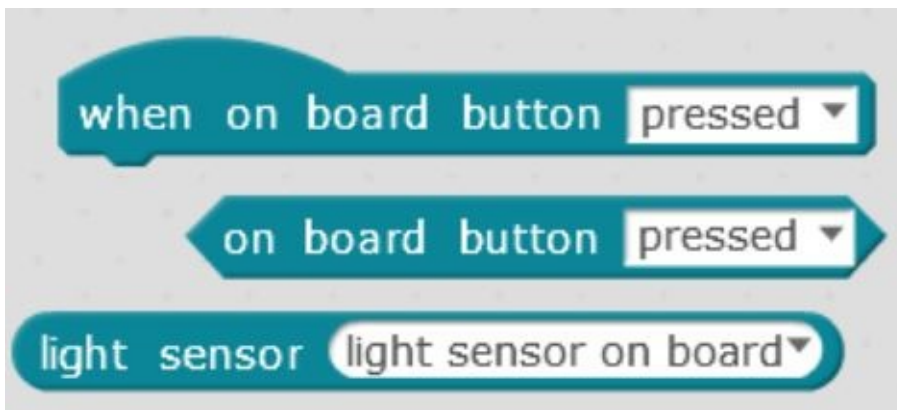 when on board button pressed
on board button pressed
light sensor light sensor on board